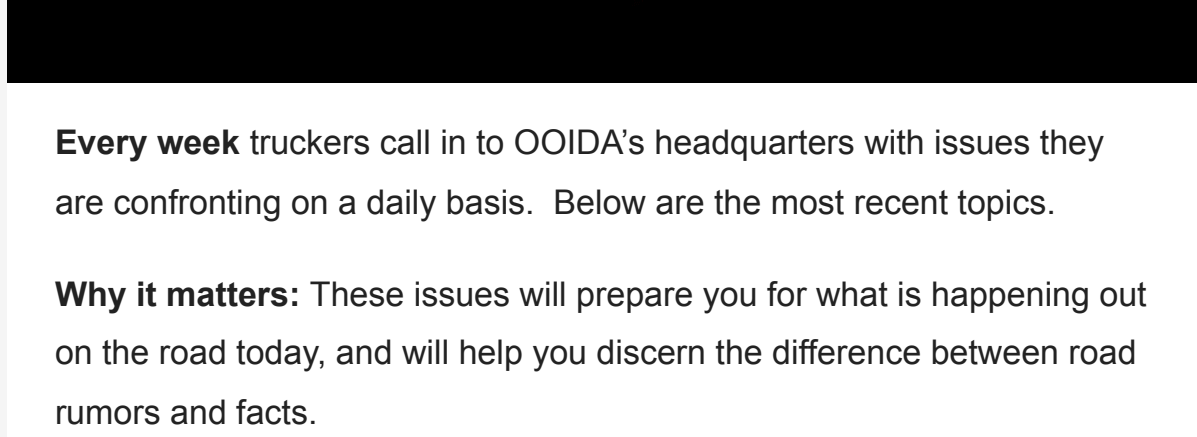 Every week truckers call in to OOIDA’s headquarters with issues they
are confronting on a daily basis.  Below are the most recent topics.
Why it matters: These issues will prepare you for what is happening out
on the road today, and will help you discern the difference between road
rumors and facts.